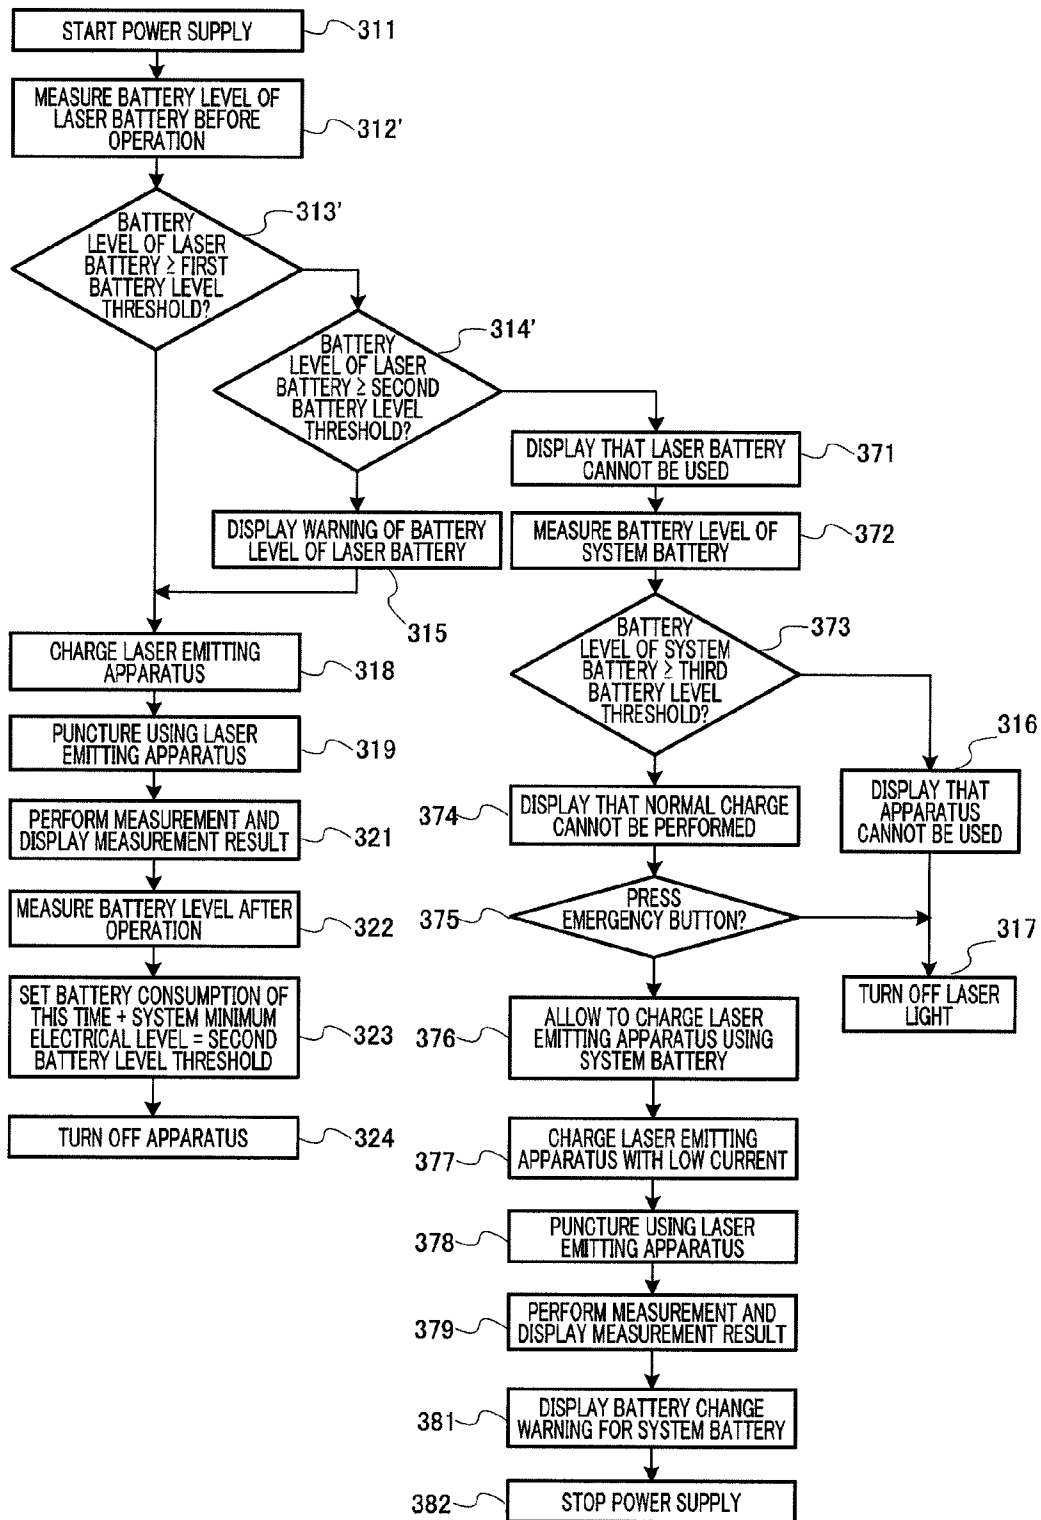 START POWER SUPPLY
311
MEASURE BATTERY LEVEL OF
LASER BATTERY BEFORE
OPERATION
312'
BATTERY
LEVEL OF LASER
BATTERY ≥ FIRST
BATTERY LEVEL
THRESHOLD?
313'
BATTERY
LEVEL OF LASER
BATTERY ≥ SECOND
BATTERY LEVEL
THRESHOLD?
314'
DISPLAY WARNING OF BATTERY
LEVEL OF LASER BATTERY
315
CHARGE LASER EMITTING
APPARATUS
318
PUNCTURE USING LASER
EMITTING APPARATUS
319
PERFORM MEASUREMENT AND
DISPLAY MEASUREMENT RESULT
321
MEASURE BATTERY LEVEL AFTER
OPERATION
322
SET BATTERY CONSUMPTION OF
THIS TIME + SYSTEM MINIMUM
ELECTRICAL LEVEL = SECOND
BATTERY LEVEL THRESHOLD
323
TURN OFF APPARATUS
324
DISPLAY THAT LASER BATTERY
CANNOT BE USED
371
MEASURE BATTERY LEVEL OF
SYSTEM BATTERY
372
BATTERY
LEVEL OF SYSTEM
BATTERY ≥ THIRD
BATTERY LEVEL
THRESHOLD?
373
DISPLAY THAT
APPARATUS
CANNOT BE USED
316
TURN OFF LASER
LIGHT
317
DISPLAY THAT NORMAL CHARGE
CANNOT BE PERFORMED
374
PRESS
EMERGENCY BUTTON?
375
ALLOW TO CHARGE LASER
EMITTING APPARATUS USING
SYSTEM BATTERY
376
CHARGE LASER EMITTING
APPARATUS WITH LOW CURRENT
377
PUNCTURE USING LASER
EMITTING APPARATUS
378
PERFORM MEASUREMENT AND
DISPLAY MEASUREMENT RESULT
379
DISPLAY BATTERY CHANGE
WARNING FOR SYSTEM BATTERY
381
STOP POWER SUPPLY
382